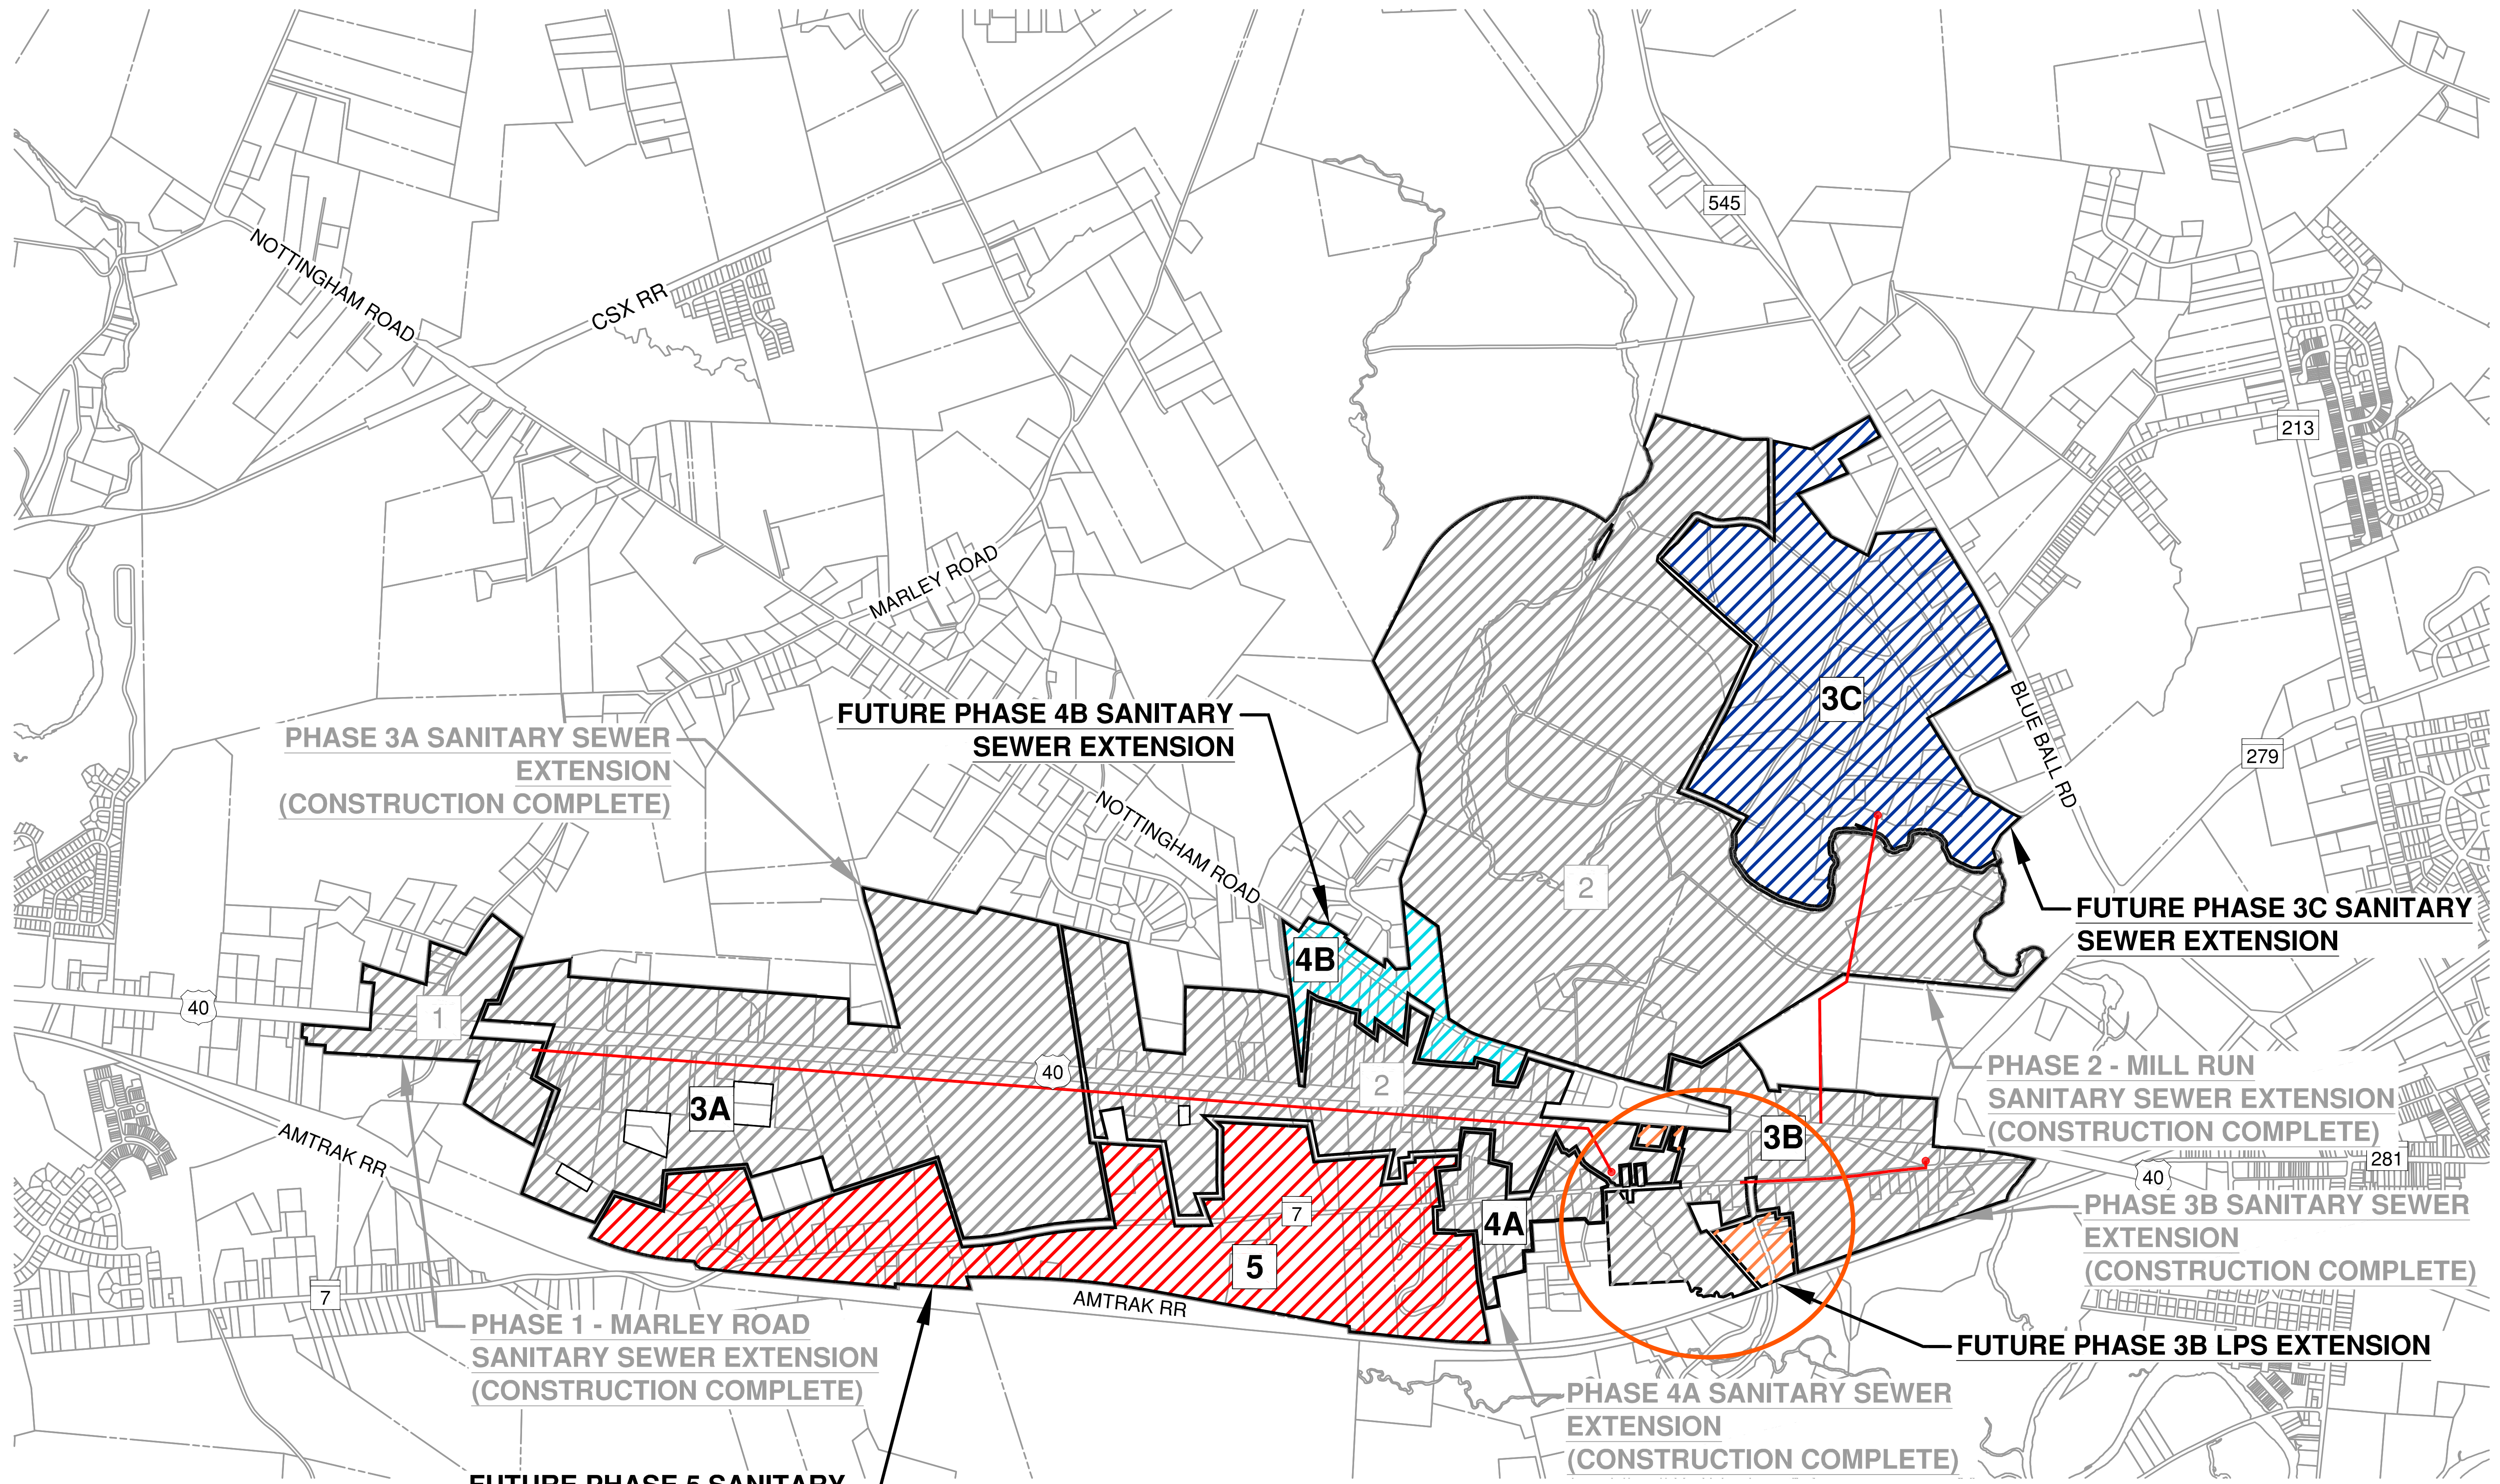 545
NOTTINGHAM ROAD
CSX RR
213
MARLEY ROAD
3C
BLUE BALL RD
FUTURE PHASE 4B SANITARY
SEWER EXTENSION
PHASE 3A SANITARY SEWER
EXTENSION
(CONSTRUCTION COMPLETE)
279
NOTTINGHAM ROAD
2
FUTURE PHASE 3C SANITARY
SEWER EXTENSION
4B
40
1
40
2
PHASE 2 - MILL RUN
SANITARY SEWER EXTENSION
(CONSTRUCTION COMPLETE)
3A
3B
AMTRAK RR
281
40
PHASE 3B SANITARY SEWER
EXTENSION
(CONSTRUCTION COMPLETE)
7
4A
5
7
AMTRAK RR
PHASE 1 - MARLEY ROAD
SANITARY SEWER EXTENSION
(CONSTRUCTION COMPLETE)
FUTURE PHASE 3B LPS EXTENSION
PHASE 4A SANITARY SEWER
EXTENSION
(CONSTRUCTION COMPLETE)
FUTURE PHASE 5 SANITARY